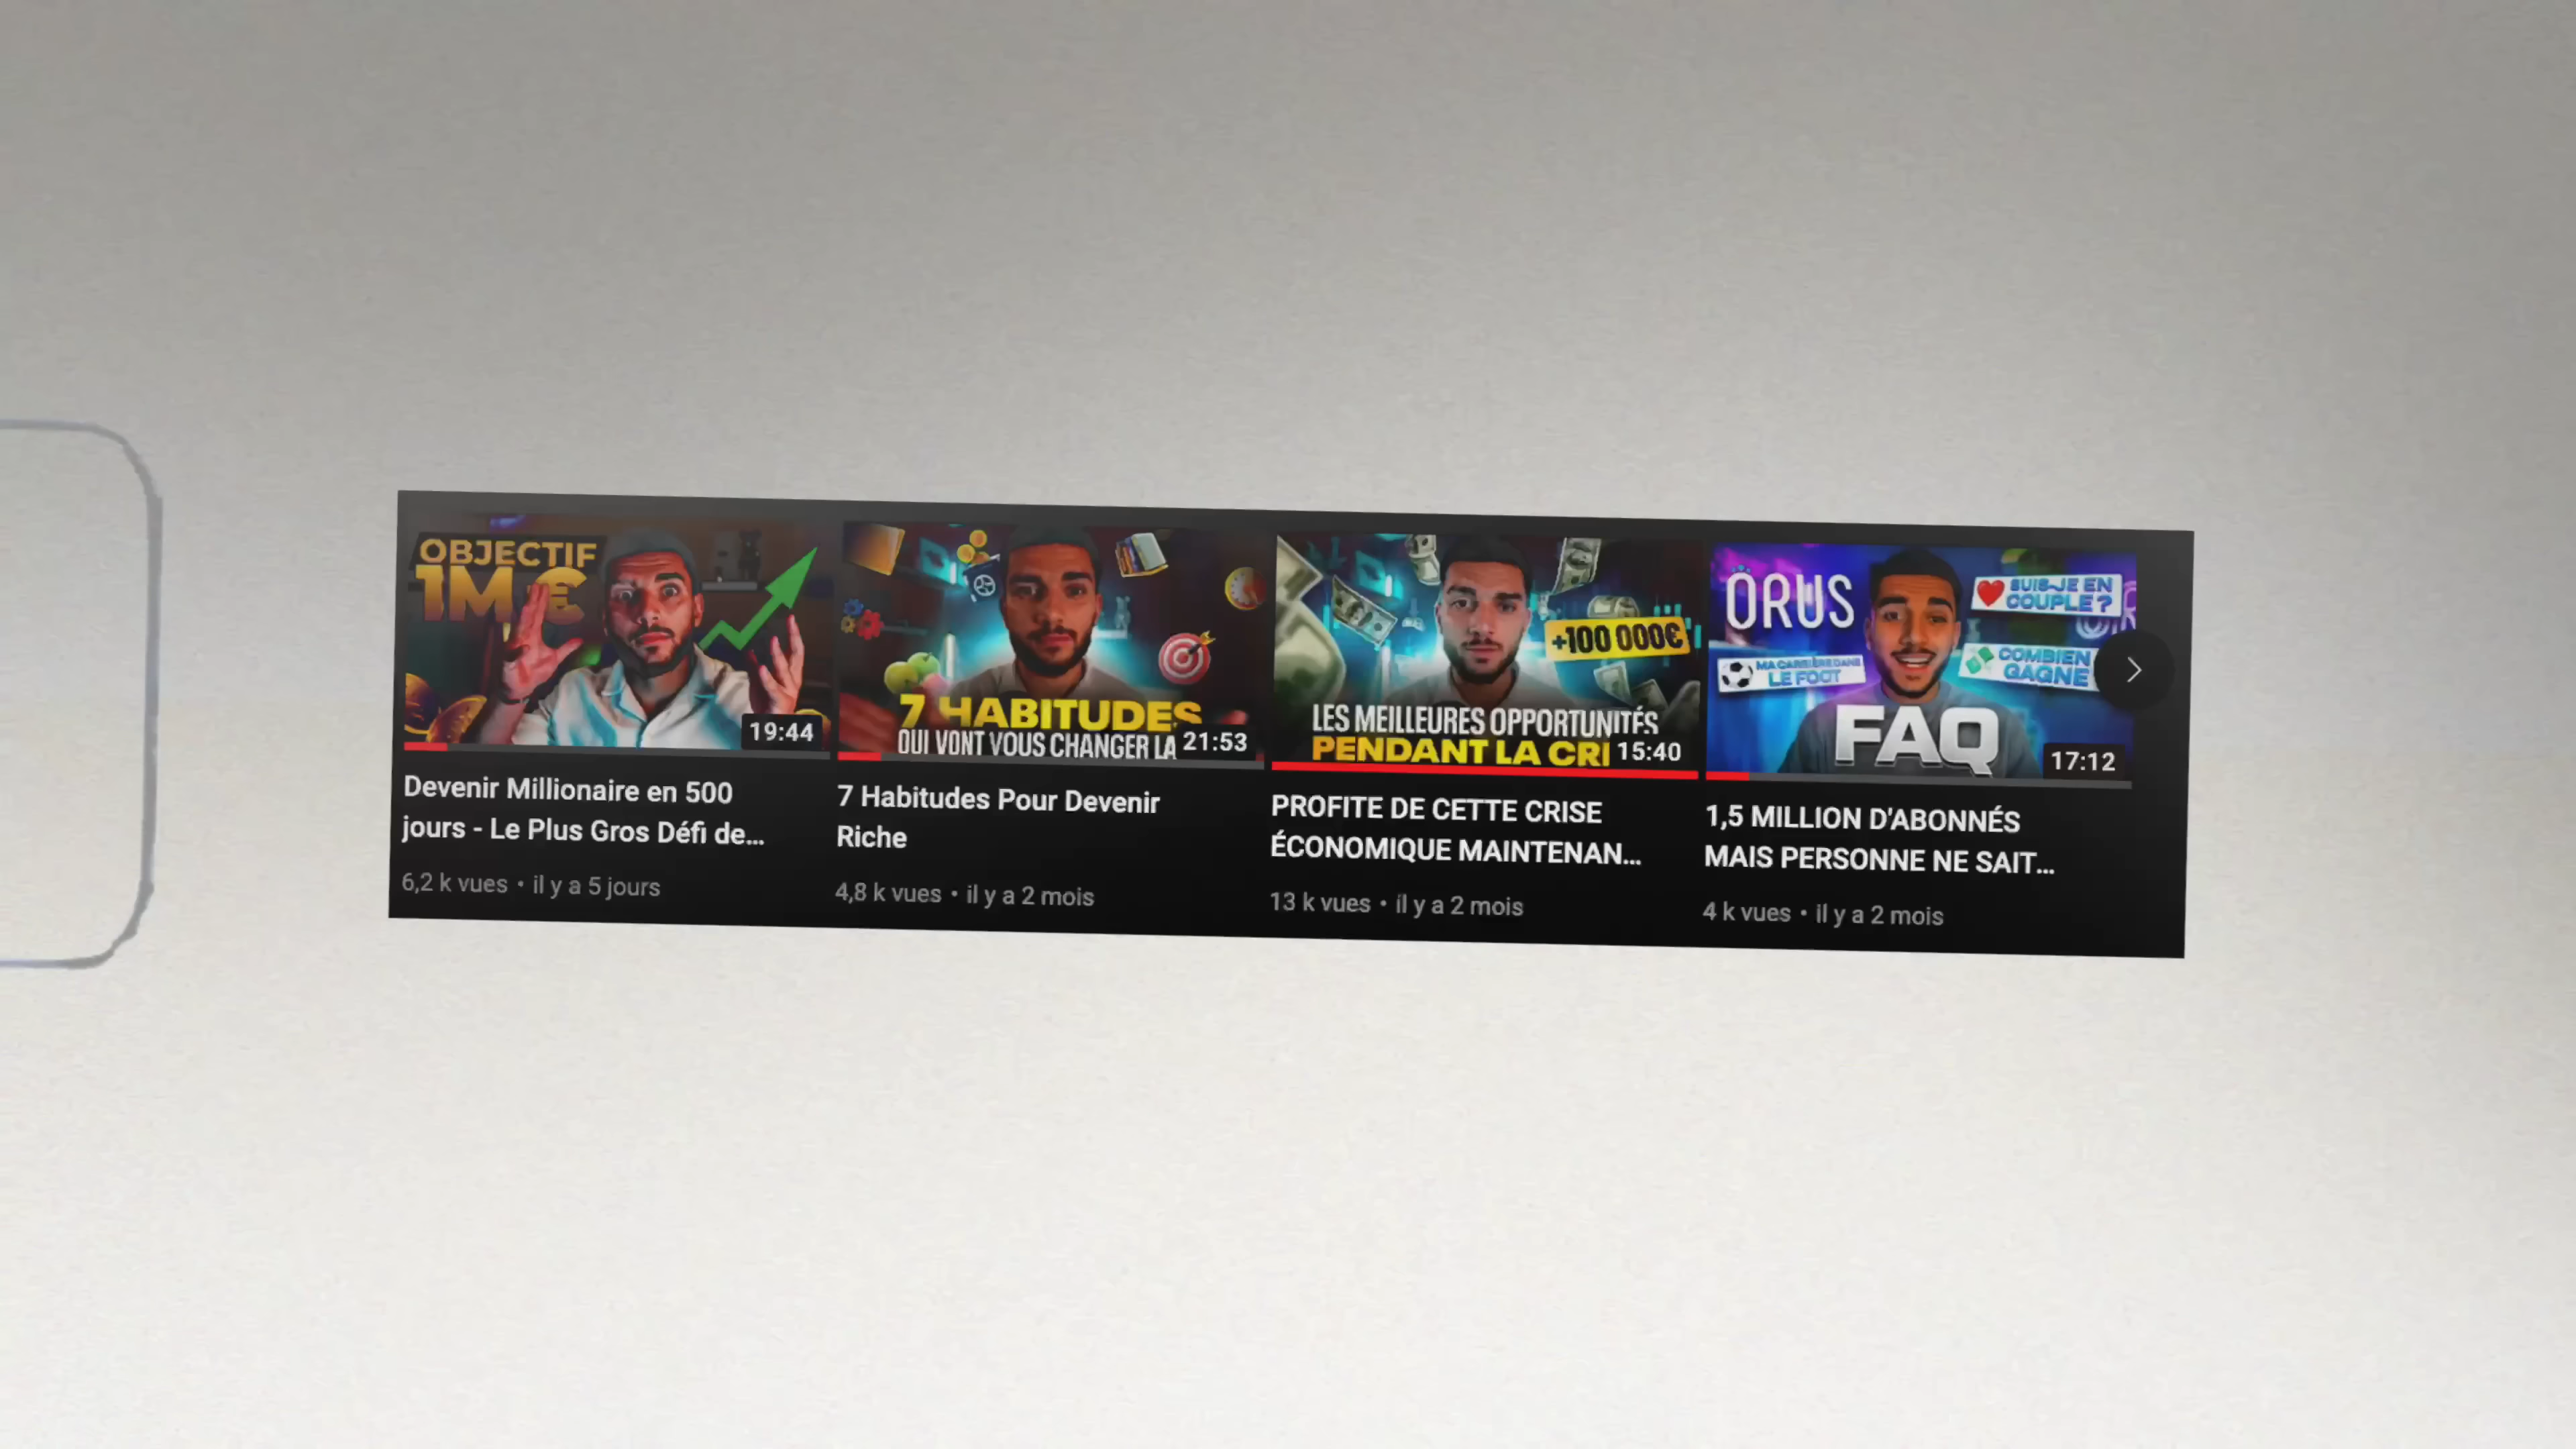 OBJECTIF
1M €
19:44
Devenir Millionaire en 500
jours - Le Plus Gros Défi de...
6,2 k vues • il y a 5 jours
7 HABITUDES
QUI VONT VOUS CHANGER LA
21:53
7 Habitudes Pour Devenir
Riche
4,8 k vues • il y a 2 mois
+100 000€
LES MEILLEURES OPPORTUNITÉS
PENDANT LA CRI
15:40
PROFITE DE CETTE CRISE
ÉCONOMIQUE MAINTENAN...
13 k vues • il y a 2 mois
ORUS
SUIS-JE EN
COUPLE ?
MA CARRIÈRE DANS
LE FOOT
COMBIEN
GAGNE
FAQ
17:12
1,5 MILLION D'ABONNÉS
MAIS PERSONNE NE SAIT...
4 k vues • il y a 2 mois